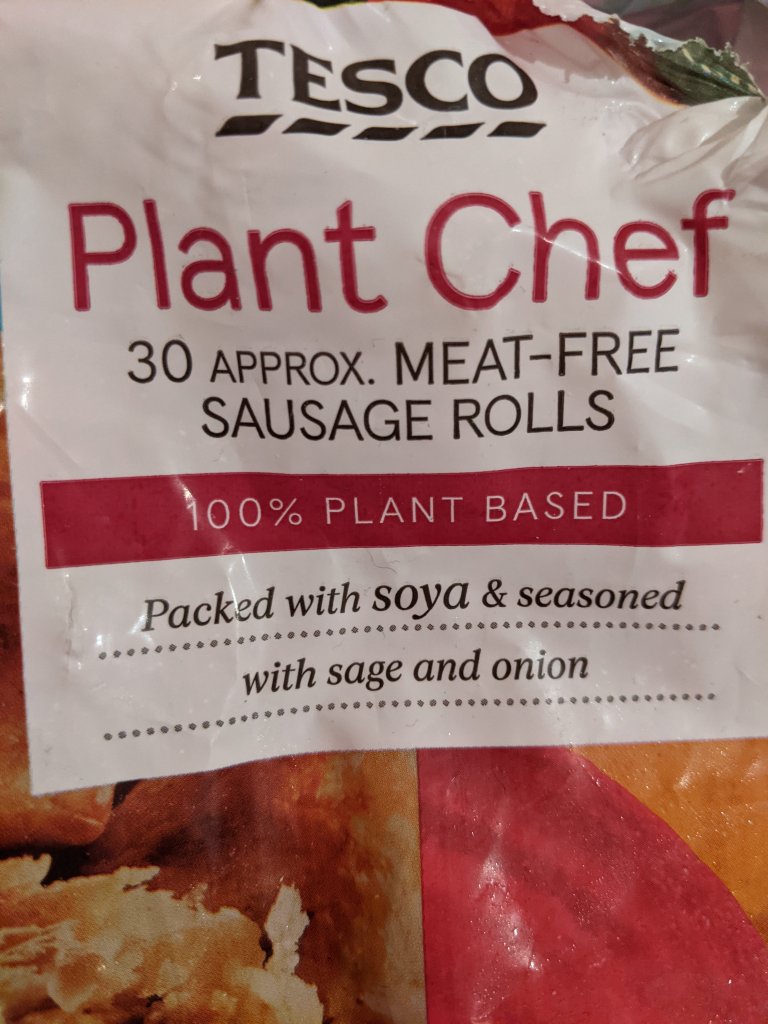 TESCO
Plant Chef
30 APPROX. MEAT-FREE
SAUSAGE ROLLS
100% PLANT BASED
Packed with soya & seasoned
with sage and onion